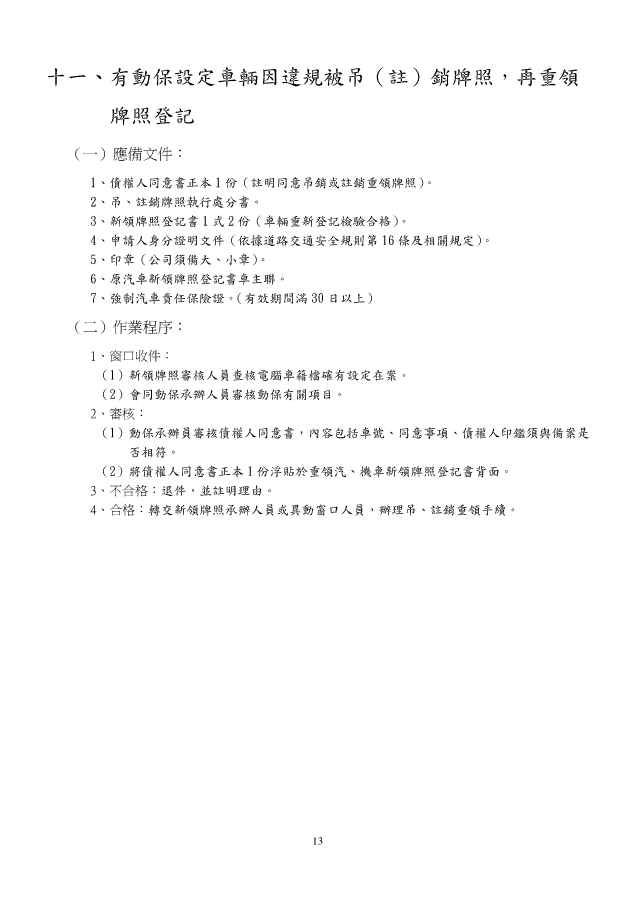 十一、有動保設定車輛因違規被吊（註）銷牌照，再重領
牌照登記
（一）應備文件：
1、債權人同意書正本 1 份（註明同意吊銷或註銷重領牌照）。
2、吊、註銷牌照執行處分書。
3、新領牌照登記書 1 式 2 份（車輛重新登記檢驗合格）。
4、申請人身分證明文件（依據道路交通安全規則第 16 條及相關規定）。
5、印章（公司須備大、小章）。
6、原汽車新領牌照登記書車主聯。
7、強制汽車責任保險證。（有效期間滿 30 日以上）
（二）作業程序：
1、窗口收件：
（1）新領牌照審核人員查核電腦車籍檔確有設定在案。
（2）會同動保承辦人員審核動保有關項目。
2、審核：
（1）動保承辦員審核債權人同意書，內容包括車號、同意事項、債權人印鑑須與備案是
否相符。
（2）將債權人同意書正本 1 份浮貼於重領汽、機車新領牌照登記書背面。
3、不合格：退件，並註明理由。
4、合格：轉交新領牌照承辦人員或異動窗口人員，辦理吊、註銷重領手續。
13